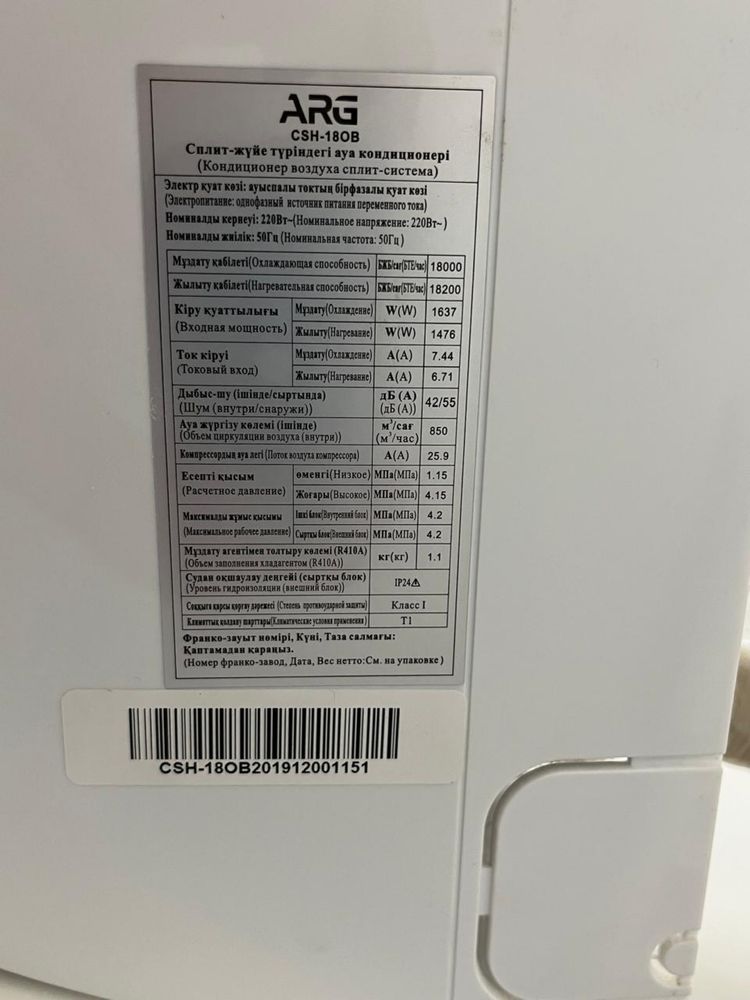 ARG
CSH-18OB
Сплит-жүйе түріндегі ауа кондиционері
(Кондиционер воздуха сплит-система)
Электр қуат көзі: ауыспалы токтың бірфазалы қуат көзі
(Электропитание: однофазный источник питания переменного тока)
Номиналды кернеуі: 220Вт~(Номинальное напряжение: 220Вт~)
Номиналды жиілік: 50Гц (Номинальная частота: 50Гц)
Мұздату қабілеті(Охлаждающая способность) БЖБ/сағ(БТЕ/час) 18000
Жылыту қабілеті(Нагревательная способность) БЖБ/сағ(БТЕ/час) 18200
Кіру қуаттылығы (Входная мощность) Мұздату(Охлаждение) W(W) 1637
Жылыту(Нагревание) W(W) 1476
Ток кіруі (Токовый вход) Мұздату(Охлаждение) A(A) 7.44
Жылыту(Нагревание) A(A) 6.71
Дыбыс-шу (ішінде/сыртында) дБ (А)
(Шум (внутри/снаружи)) (дБ (А)) 42/55
Ауа жүргізу көлемі (ішінде) м³/сағ
(Объем циркуляции воздуха (внутри)) (м³/час) 850
Компрессордың ауа легі (Поток воздуха компрессора) A(A) 25.9
Есепті қысым (Расчетное давление) өменгі(Низкое) МПа(МПа) 1.15
Жоғары(Высокое) МПа(МПа) 4.15
Максималды жұмыс қысымы (Максимальное рабочее давление) Ішкі блок(Внутренний блок) МПа(МПа) 4.2
Сыртқы блок(Внешний блок) МПа(МПа) 4.2
Мұздату агентімен толтыру көлемі (R410A)
(Объем заполнения хладагентом (R410A)) кг(кг) 1.1
Судан оқшаулау деңгейі (сыртқы блок)
(Уровень гидроизоляции (внешний блок)) IP24
Соққыға қарсы қорғау дәрежесі (Степень противоударной защиты) Класс I
Климаттық қолдану шарттары(Климатические условия применения) T1
Франко-зауыт нөмірі, Күні, Таза салмағы:
Қаптамадан қараңыз.
(Номер франко-завод, Дата, Вес нетто:См. на упаковке)
CSH-18OB201912001151